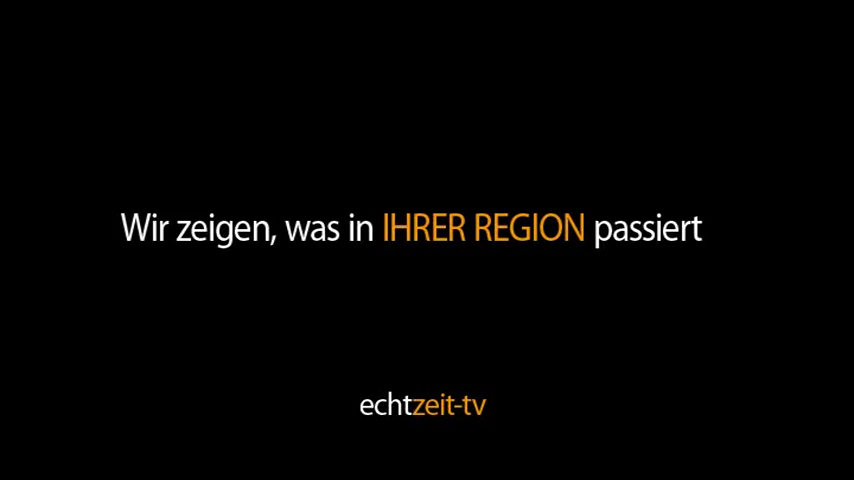 Wir zeigen, was in IHRER REGION passiert
echtzeit-tv